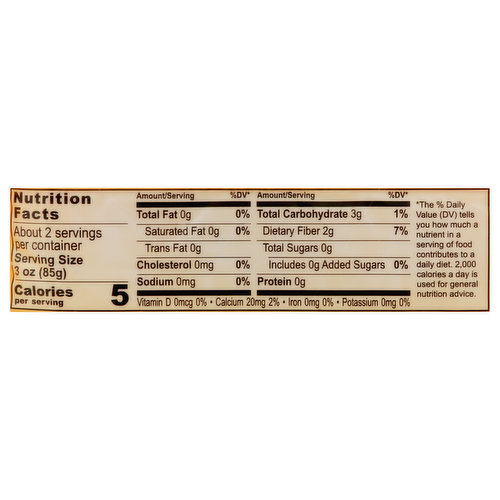 Nutrition
Facts
About 2 servings
per container
Serving Size
3 oz (85g)
Calories
per serving
5
Amount/Serving %DV*
Total Fat 0g 0%
Saturated Fat 0g 0%
Trans Fat 0g
Cholesterol 0mg 0%
Sodium 0mg 0%
Amount/Serving %DV*
Total Carbohydrate 3g 1%
Dietary Fiber 2g 7%
Total Sugars 0g
Includes 0g Added Sugars 0%
Protein 0g
Vitamin D 0mcg 0% • Calcium 20mg 2% • Iron 0mg 0% • Potassium 0mg 0%
*The % Daily
Value (DV) tells
you how much a
nutrient in a
serving of food
contributes to a
daily diet. 2,000
calories a day is
used for general
nutrition advice.